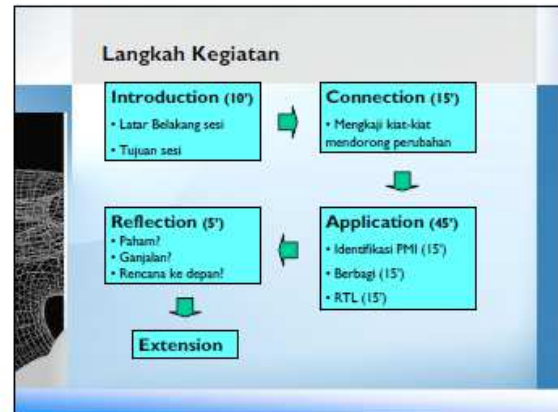 Langkah Kegiatan
Introduction (10')
• Latar Belakang sesi
• Tujuan sesi
Connection (15')
• Mengkaji kiat-kiat
mendorong perubahan
Application (45')
• Identifikasi PMI (15')
• Berbagi (15')
• RTL (15')
Reflection (5')
• Paham?
• Ganjalan?
• Rencana ke depan?
Extension